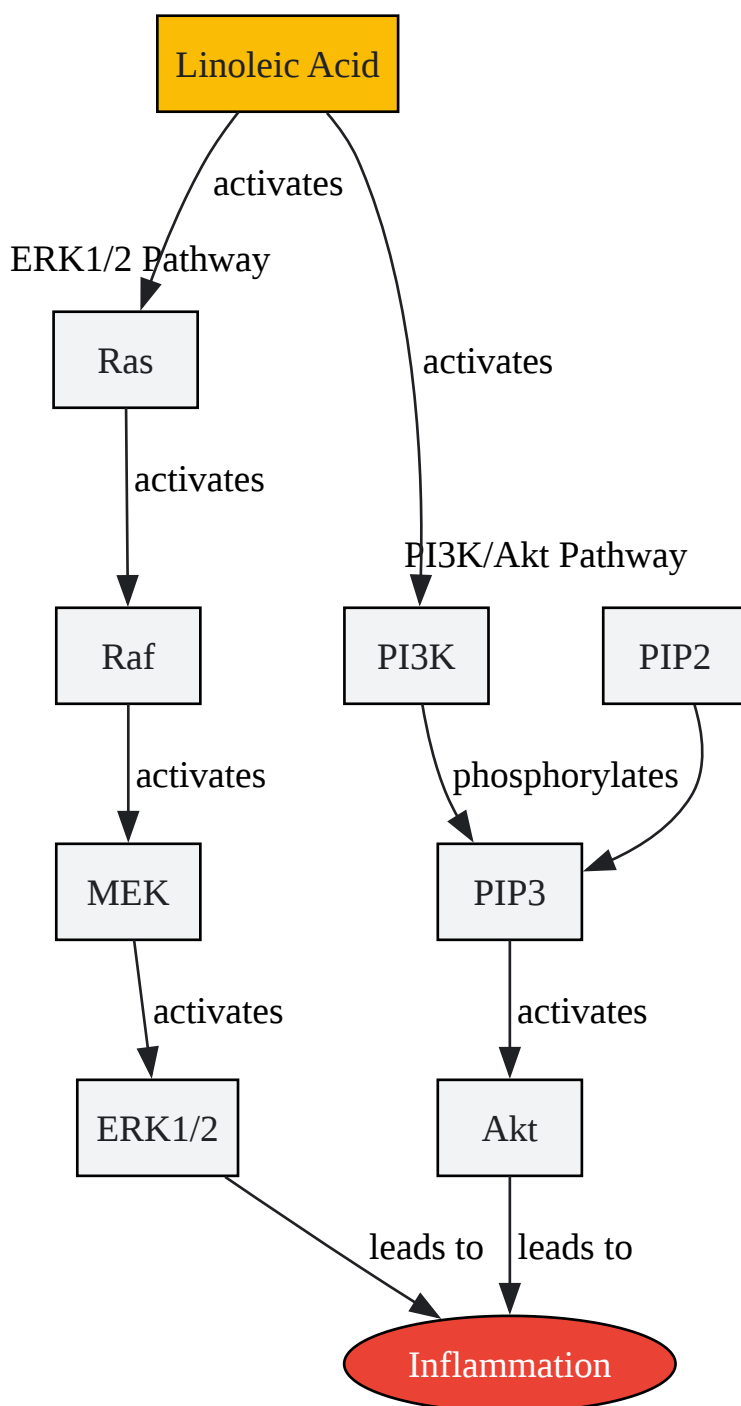 Linoleic Acid
activates
ERK1/2 Pathway
Ras
activates
activates
PI3K/Akt Pathway
Raf
PI3K
PIP2
activates
phosphorylates
MEK
PIP3
activates
activates
ERK1/2
Akt
leads to
leads to
Inflammation